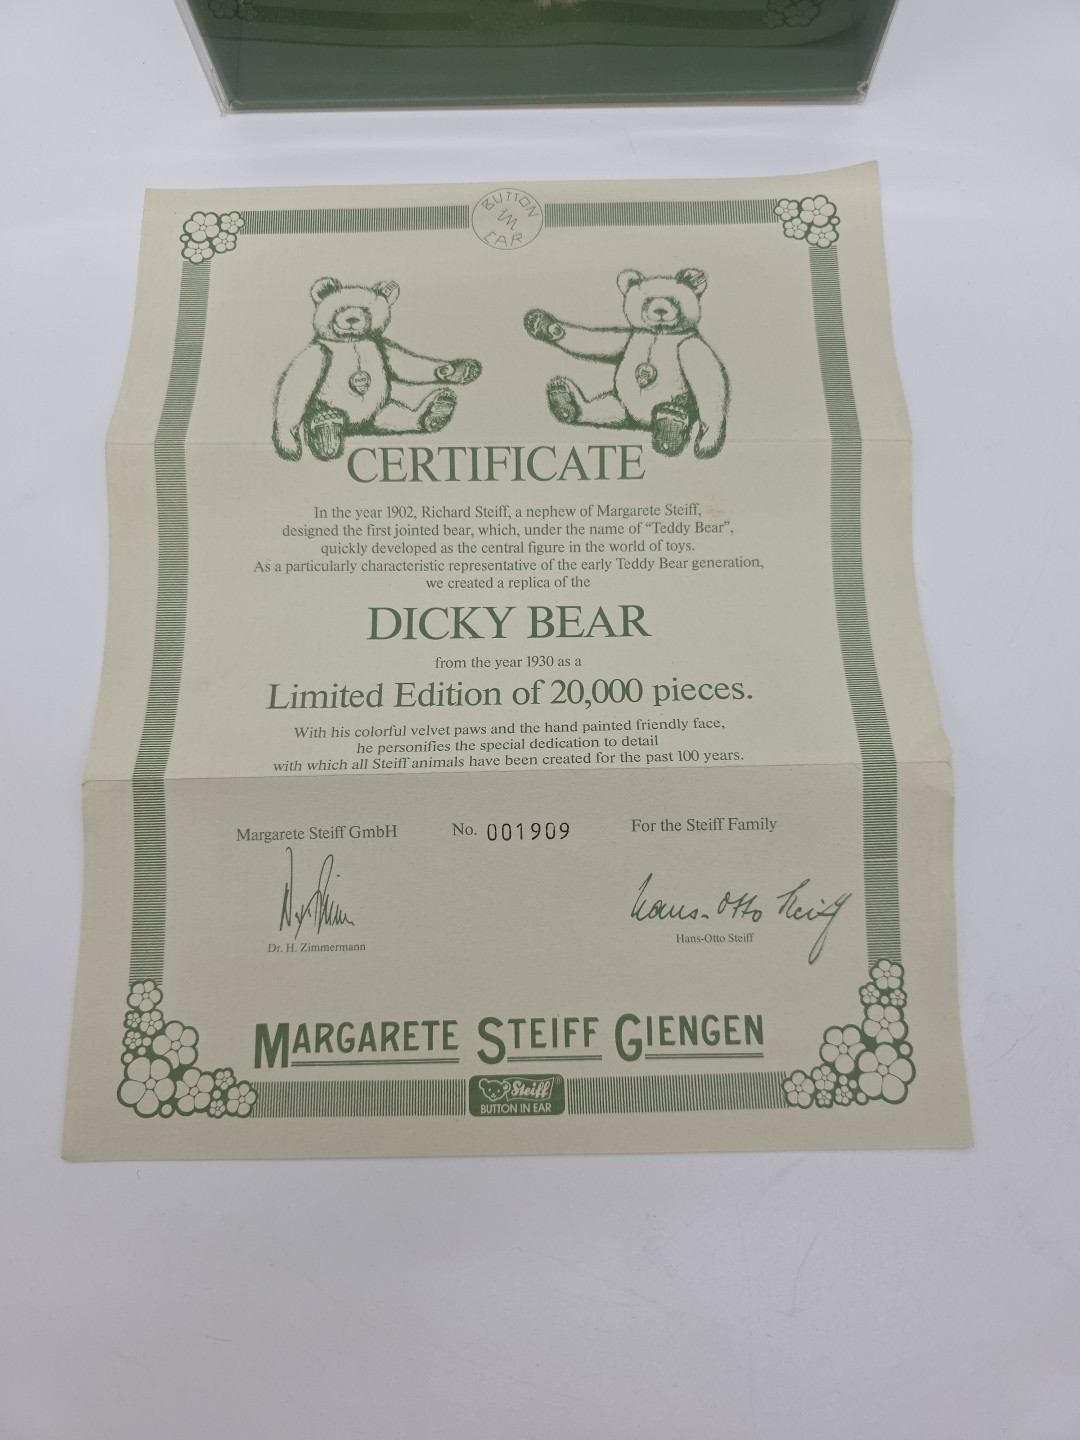 BUTTON
IN
EAR
CERTIFICATE
In the year 1902, Richard Steiff, a nephew of Margarete Steiff,
designed the first jointed bear, which, under the name of “Teddy Bear”,
quickly developed as the central figure in the world of toys.
As a particularly characteristic representative of the early Teddy Bear generation,
we created a replica of the
DICKY BEAR
from the year 1930 as a
Limited Edition of 20,000 pieces.
With his colorful velvet paws and the hand painted friendly face,
he personifies the special dedication to detail
with which all Steiff animals have been created for the past 100 years.
Margarete Steiff GmbH
No. 001909
For the Steiff Family
Hans-Otto Steiff
Dr. H. Zimmermann
Hans-Otto Steiff
MARGARETE STEIFF GIENGEN
Steiff
BUTTON IN EAR